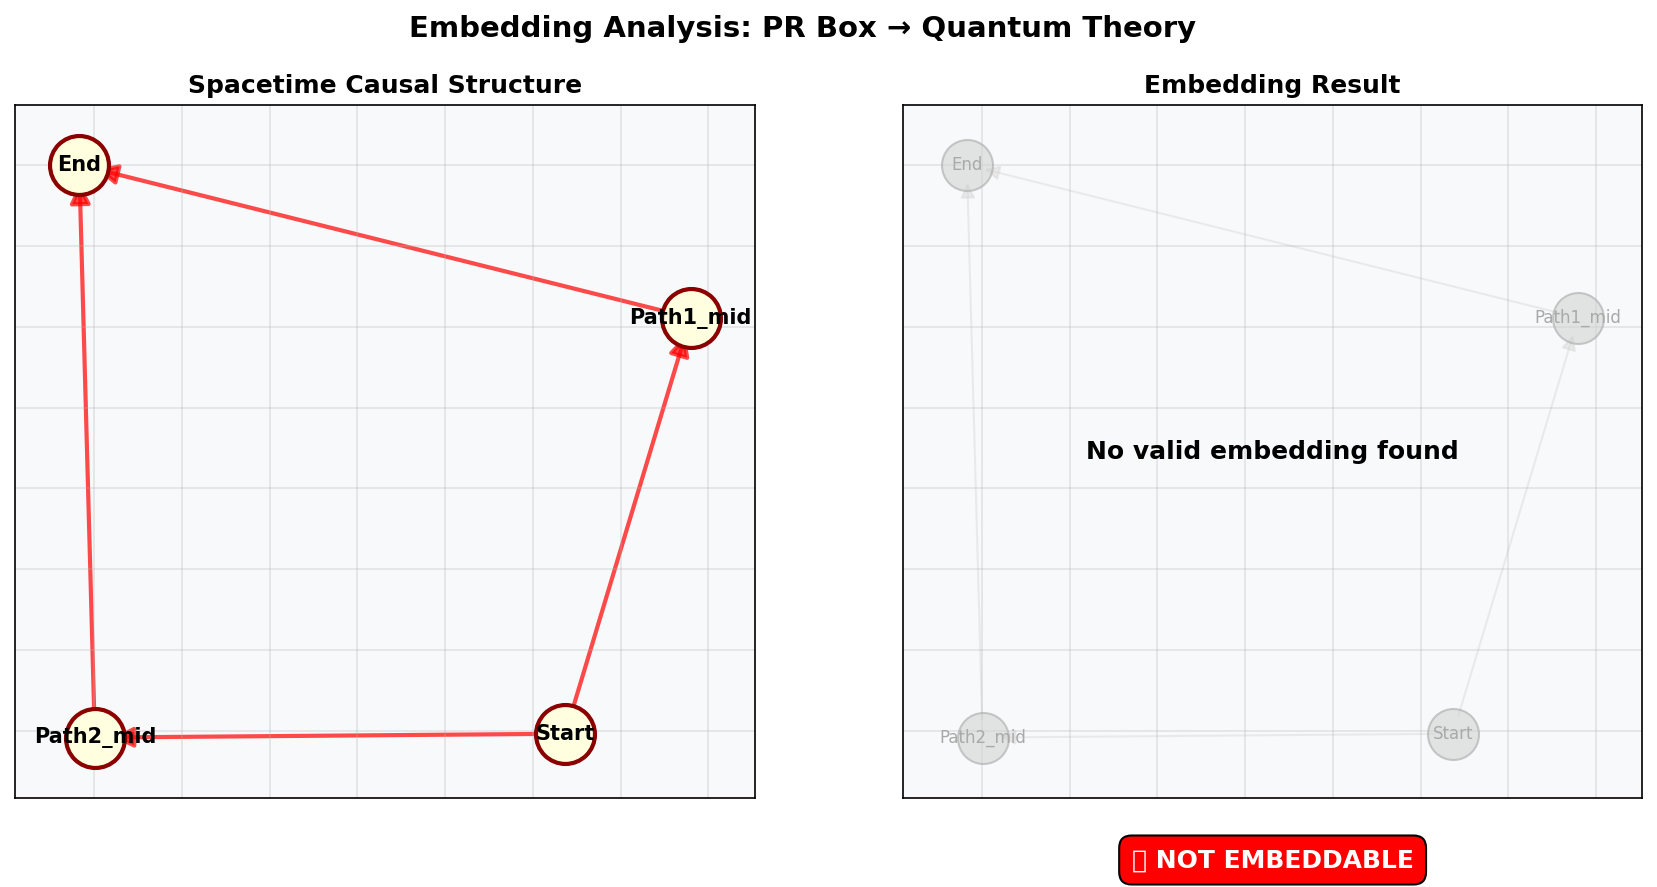 Embedding Analysis: PR Box → Quantum Theory
Spacetime Causal Structure
End
Path1_mid
Path2_mid
Start
Embedding Result
End
Path1_mid
No valid embedding found
Path2_mid
Start
NOT EMBEDDABLE